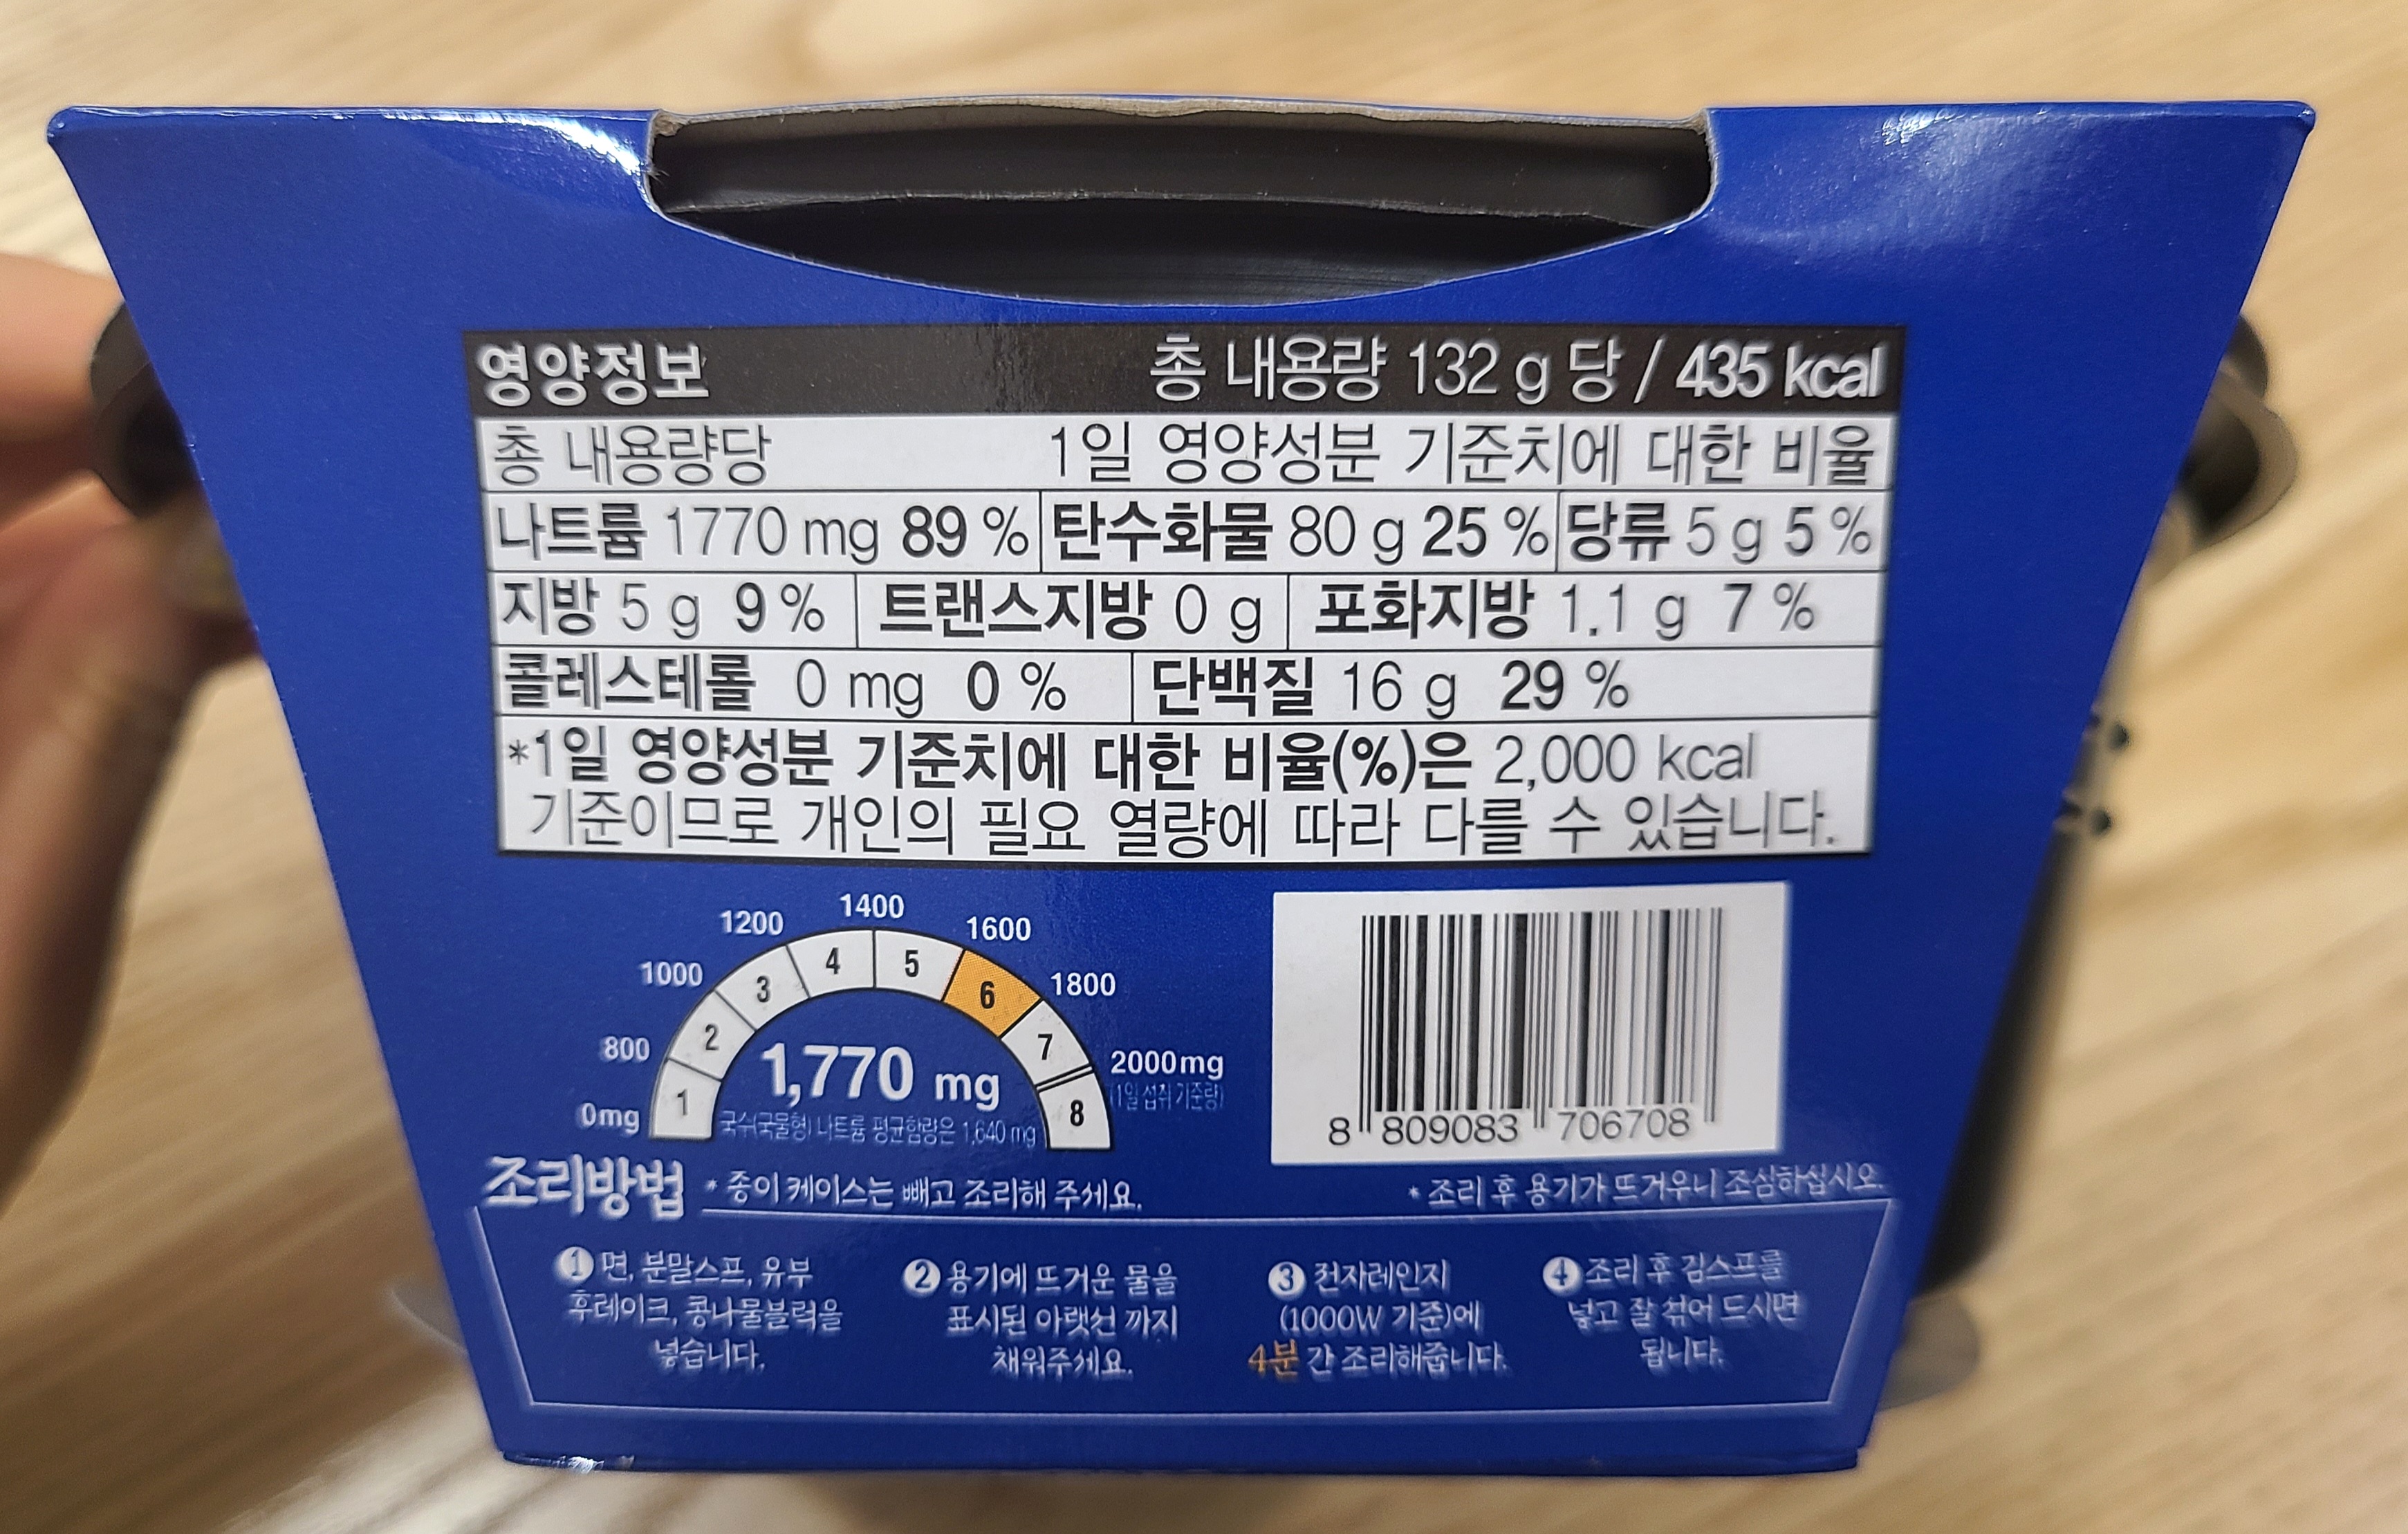 영양정보 총 내용량 132 g 당 / 435 kcal
총 내용량당 1일 영양성분 기준치에 대한 비율
나트륨 1770 mg 89 % 탄수화물 80 g 25 % 당류 5 g 5 %
지방 5 g 9 % 트랜스지방 0 g 포화지방 1.1 g 7 %
콜레스테롤 0 mg 0 % 단백질 16 g 29 %
*1일 영양성분 기준치에 대한 비율(%)은 2,000 kcal
기준이므로 개인의 필요 열량에 따라 다를 수 있습니다.
0mg 800 1000 1200 1400 1600 1800 2000mg
(1일 섭취 기준량)
1 2 3 4 5 6 7 8
1,770 mg
국수(국물형) 나트륨 평균함량은 1,640 mg
8 809083 706708
조리방법 * 종이 케이스는 빼고 조리해 주세요.
* 조리 후 용기가 뜨거우니 조심하십시오.
1 면, 분말스프, 유부
후레이크, 콩나물블럭을
넣습니다.
2 용기에 뜨거운 물을
표시된 아랫선 까지
채워주세요.
3 전자레인지
(1000W 기준)에
4분 간 조리해줍니다.
4 조리 후 김스프를
넣고 잘 섞어 드시면
됩니다.